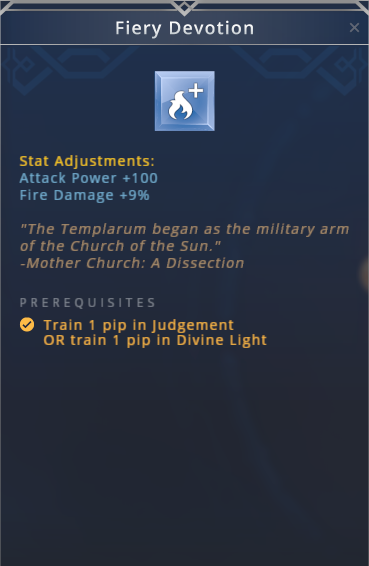 Fiery Devotion
Stat Adjustments:
Attack Power +100
Fire Damage +9%
"The Templarum began as the military arm
of the Church of the Sun."
-Mother Church: A Dissection
PREREQUISITES
Train 1 pip in Judgement
OR train 1 pip in Divine Light